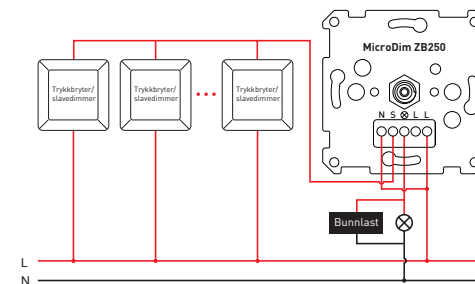 MicroDim ZB250
Trykkbryter/
slavedimmer
Trykkbryter/
slavedimmer
Trykkbryter/
slavedimmer
N S L L
Bunnlast
L
N